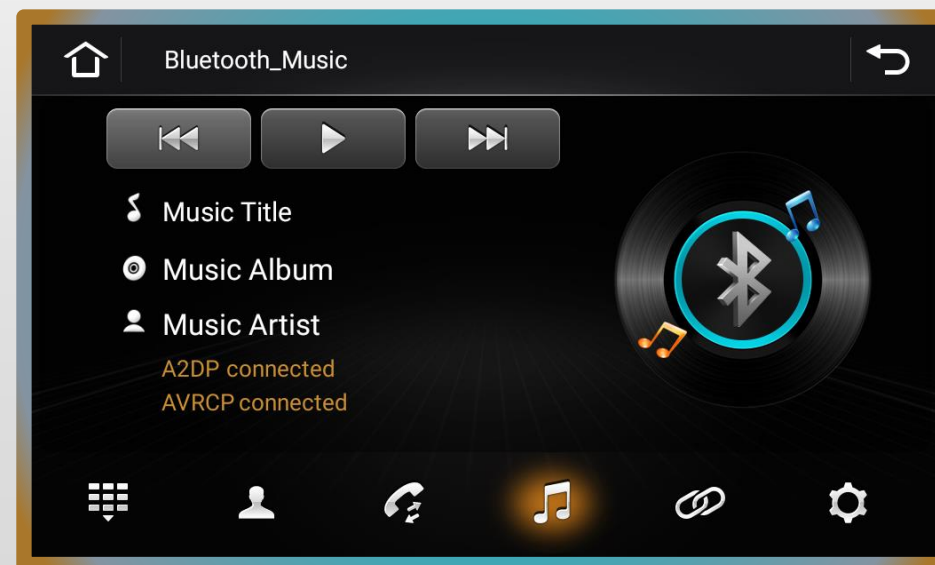 Bluetooth_Music
Music Title
Music Album
Music Artist
A2DP connected
AVRCP connected